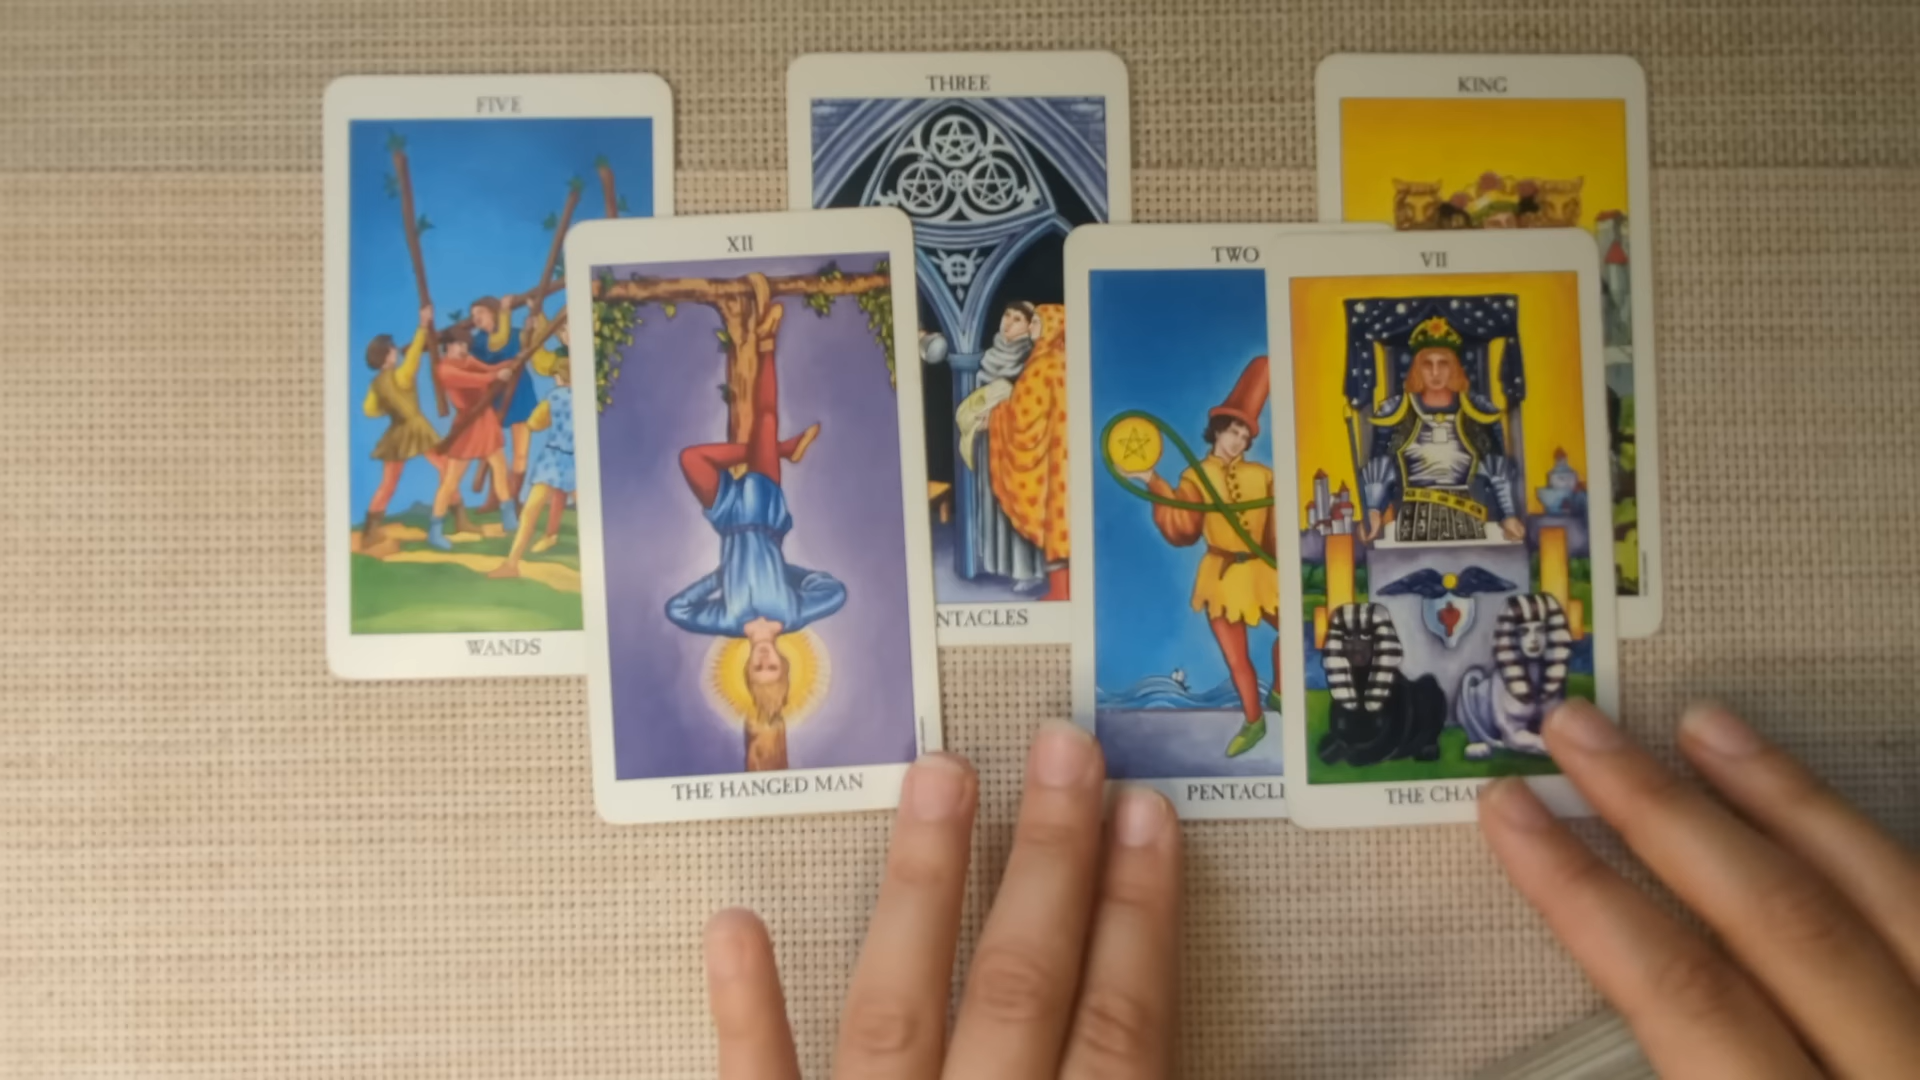 FIVE
WANDS
THREE
NTACLES
KING
XII
THE HANGED MAN
TWO
PENTACL
VII
THE CHA